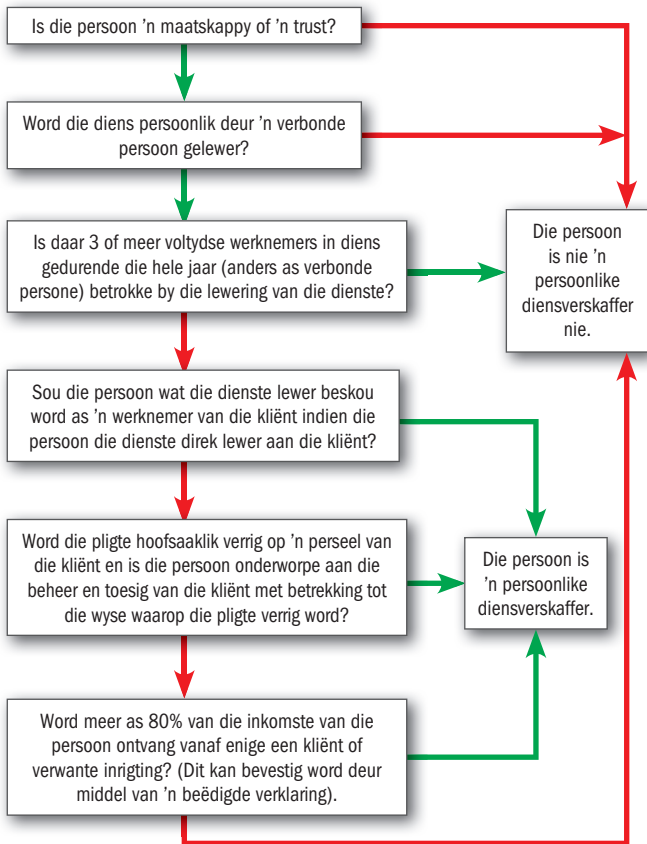 Is die persoon 'n maatskappy of 'n trust?
Word die diens persoonlik deur 'n verbonde
persoon gelewer?
Is daar 3 of meer voltydse werknemers in diens
gedurende die hele jaar (anders as verbonde
persone) betrokke by die lewering van die dienste?
Die persoon
is nie 'n
persoonlike
diensverskaffer
nie.
Sou die persoon wat die dienste lewer beskou
word as 'n werknemer van die kliënt indien die
persoon die dienste direk lewer aan die kliënt?
Word die pligte hoofsaaklik verrig op 'n perseel van
die kliënt en is die persoon onderworpe aan die
beheer en toesig van die kliënt met betrekking tot
die wyse waarop die pligte verrig word?
Die persoon is
'n persoonlike
diensverskaffer.
Word meer as 80% van die inkomste van die
persoon ontvang vanaf enige een kliënt of
verwante inrigting? (Dit kan bevestig word deur
middel van 'n beëdigde verklaring).